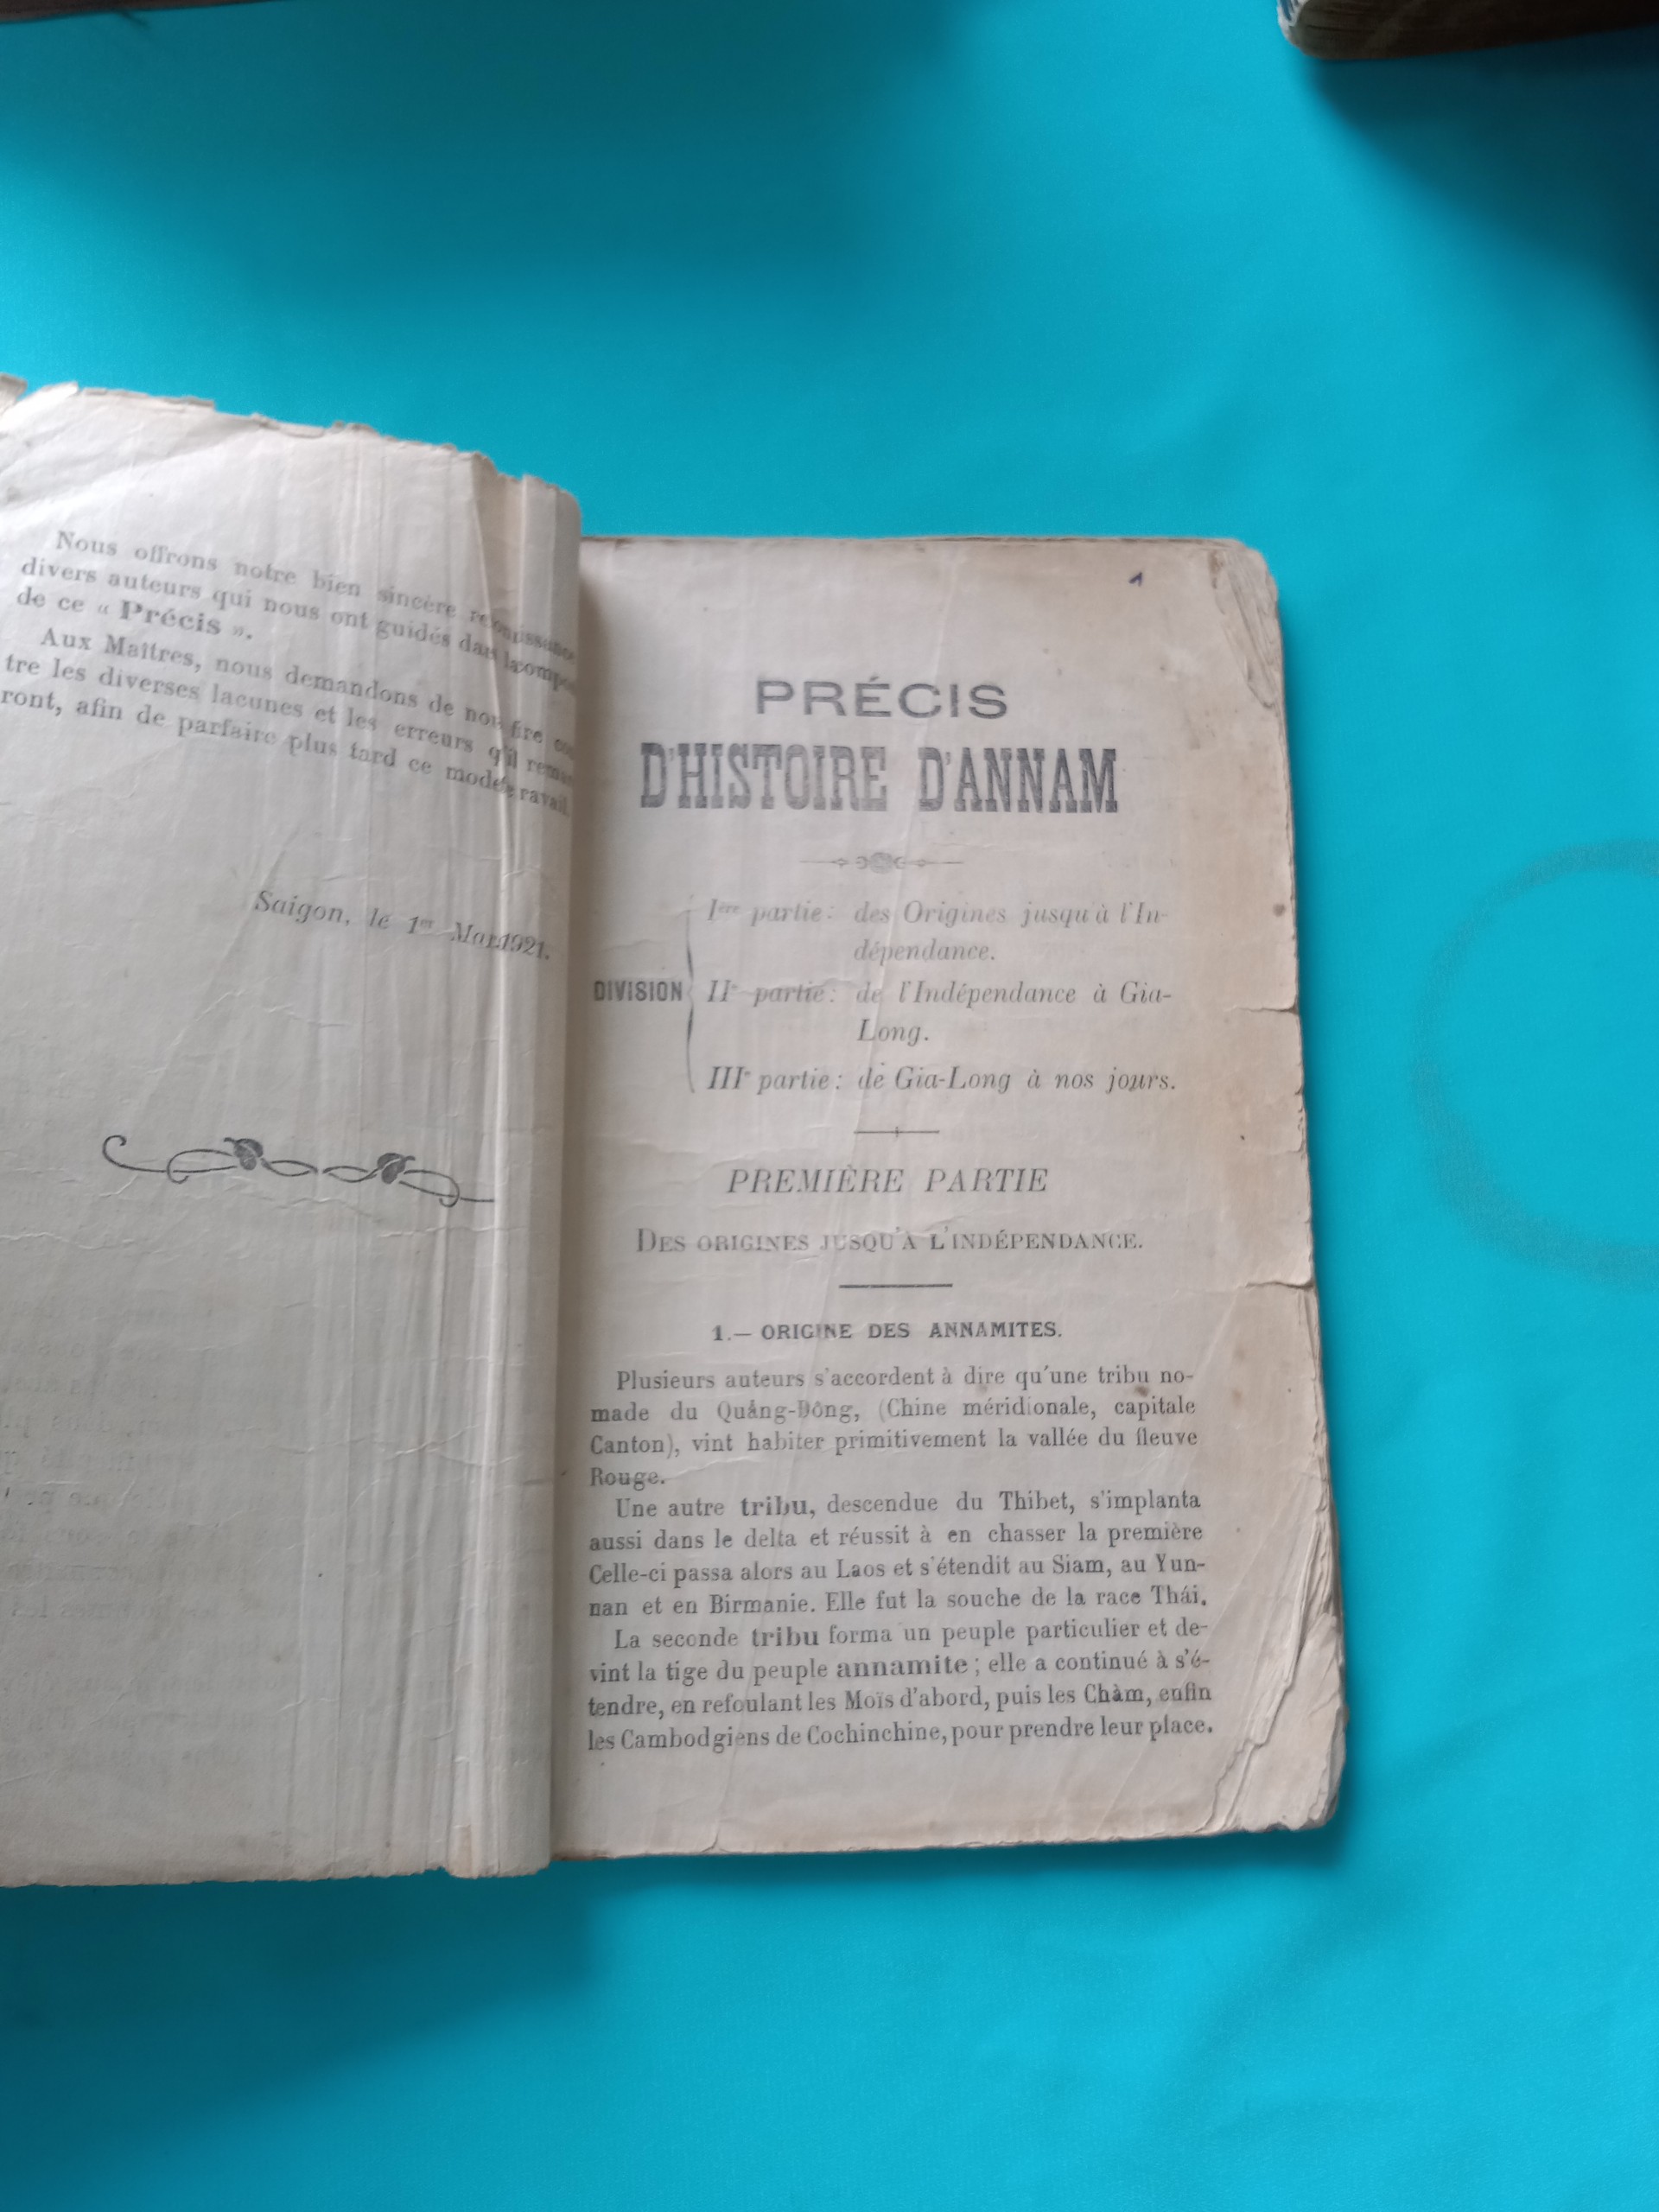 Nous offrons notre bien sincère
divers auteurs qui nous ont guidés dans
de ce « Précis ».
Aux Maîtres, nous demandons de
tre les diverses lacunes et les erreurs
ront, afin de parfaire plus tard ce
Saigon, le 1er 1921.
1
PRÉCIS
D'HISTOIRE D'ANNAM
DIVISION
Ière partie : des Origines jusqu'à l'In-
dépendance.
IIe partie : de l'Indépendance à Gia-
Long.
IIIe partie : de Gia-Long à nos jours.
PREMIÈRE PARTIE
DES ORIGINES JUSQU'À L'INDÉPENDANCE.
1.— ORIGINE DES ANNAMITES.
Plusieurs auteurs s'accordent à dire qu'une tribu no-
made du Quảng-Đông, (Chine méridionale, capitale
Canton), vint habiter primitivement la vallée du fleuve
Rouge.
Une autre tribu, descendue du Thibet, s'implanta
aussi dans le delta et réussit à en chasser la première
Celle-ci passa alors au Laos et s'étendit au Siam, au Yun-
nan et en Birmanie. Elle fut la souche de la race Thái.
La seconde tribu forma un peuple particulier et de-
vint la tige du peuple annamite ; elle a continué à s'é-
tendre, en refoulant les Moïs d'abord, puis les Chàm, enfin
les Cambodgiens de Cochinchine, pour prendre leur place.